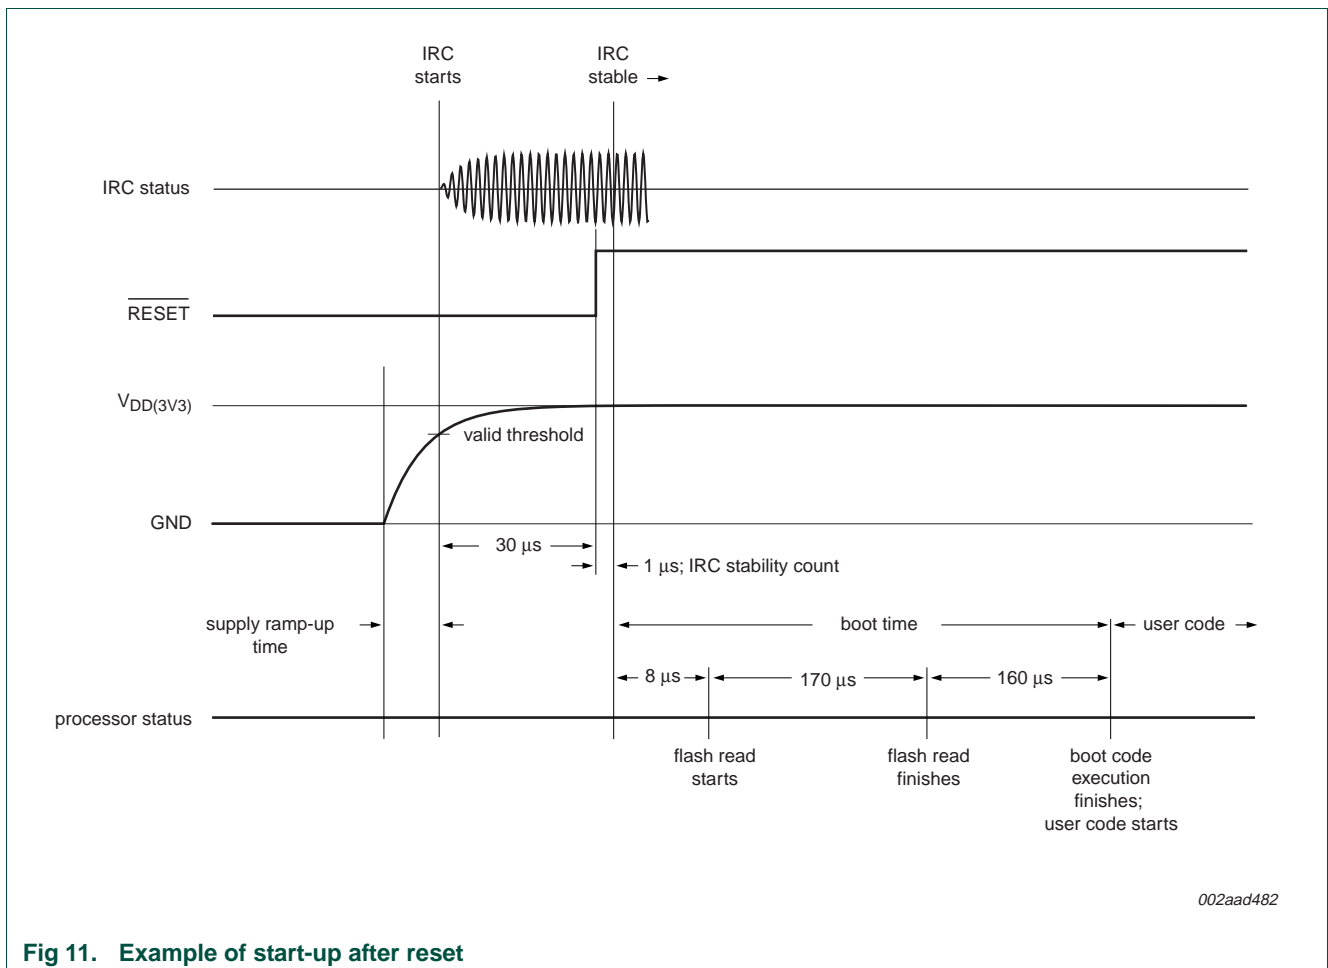 IRC
starts
IRC
stable
IRC status
RESET
VDD(3V3)
valid threshold
GND
30 μs
1 μs; IRC stability count
supply ramp-up
time
boot time
user code
8 μs
170 μs
160 μs
processor status
flash read
starts
flash read
finishes
boot code
execution
finishes;
user code starts
002aad482
Fig 11. Example of start-up after reset